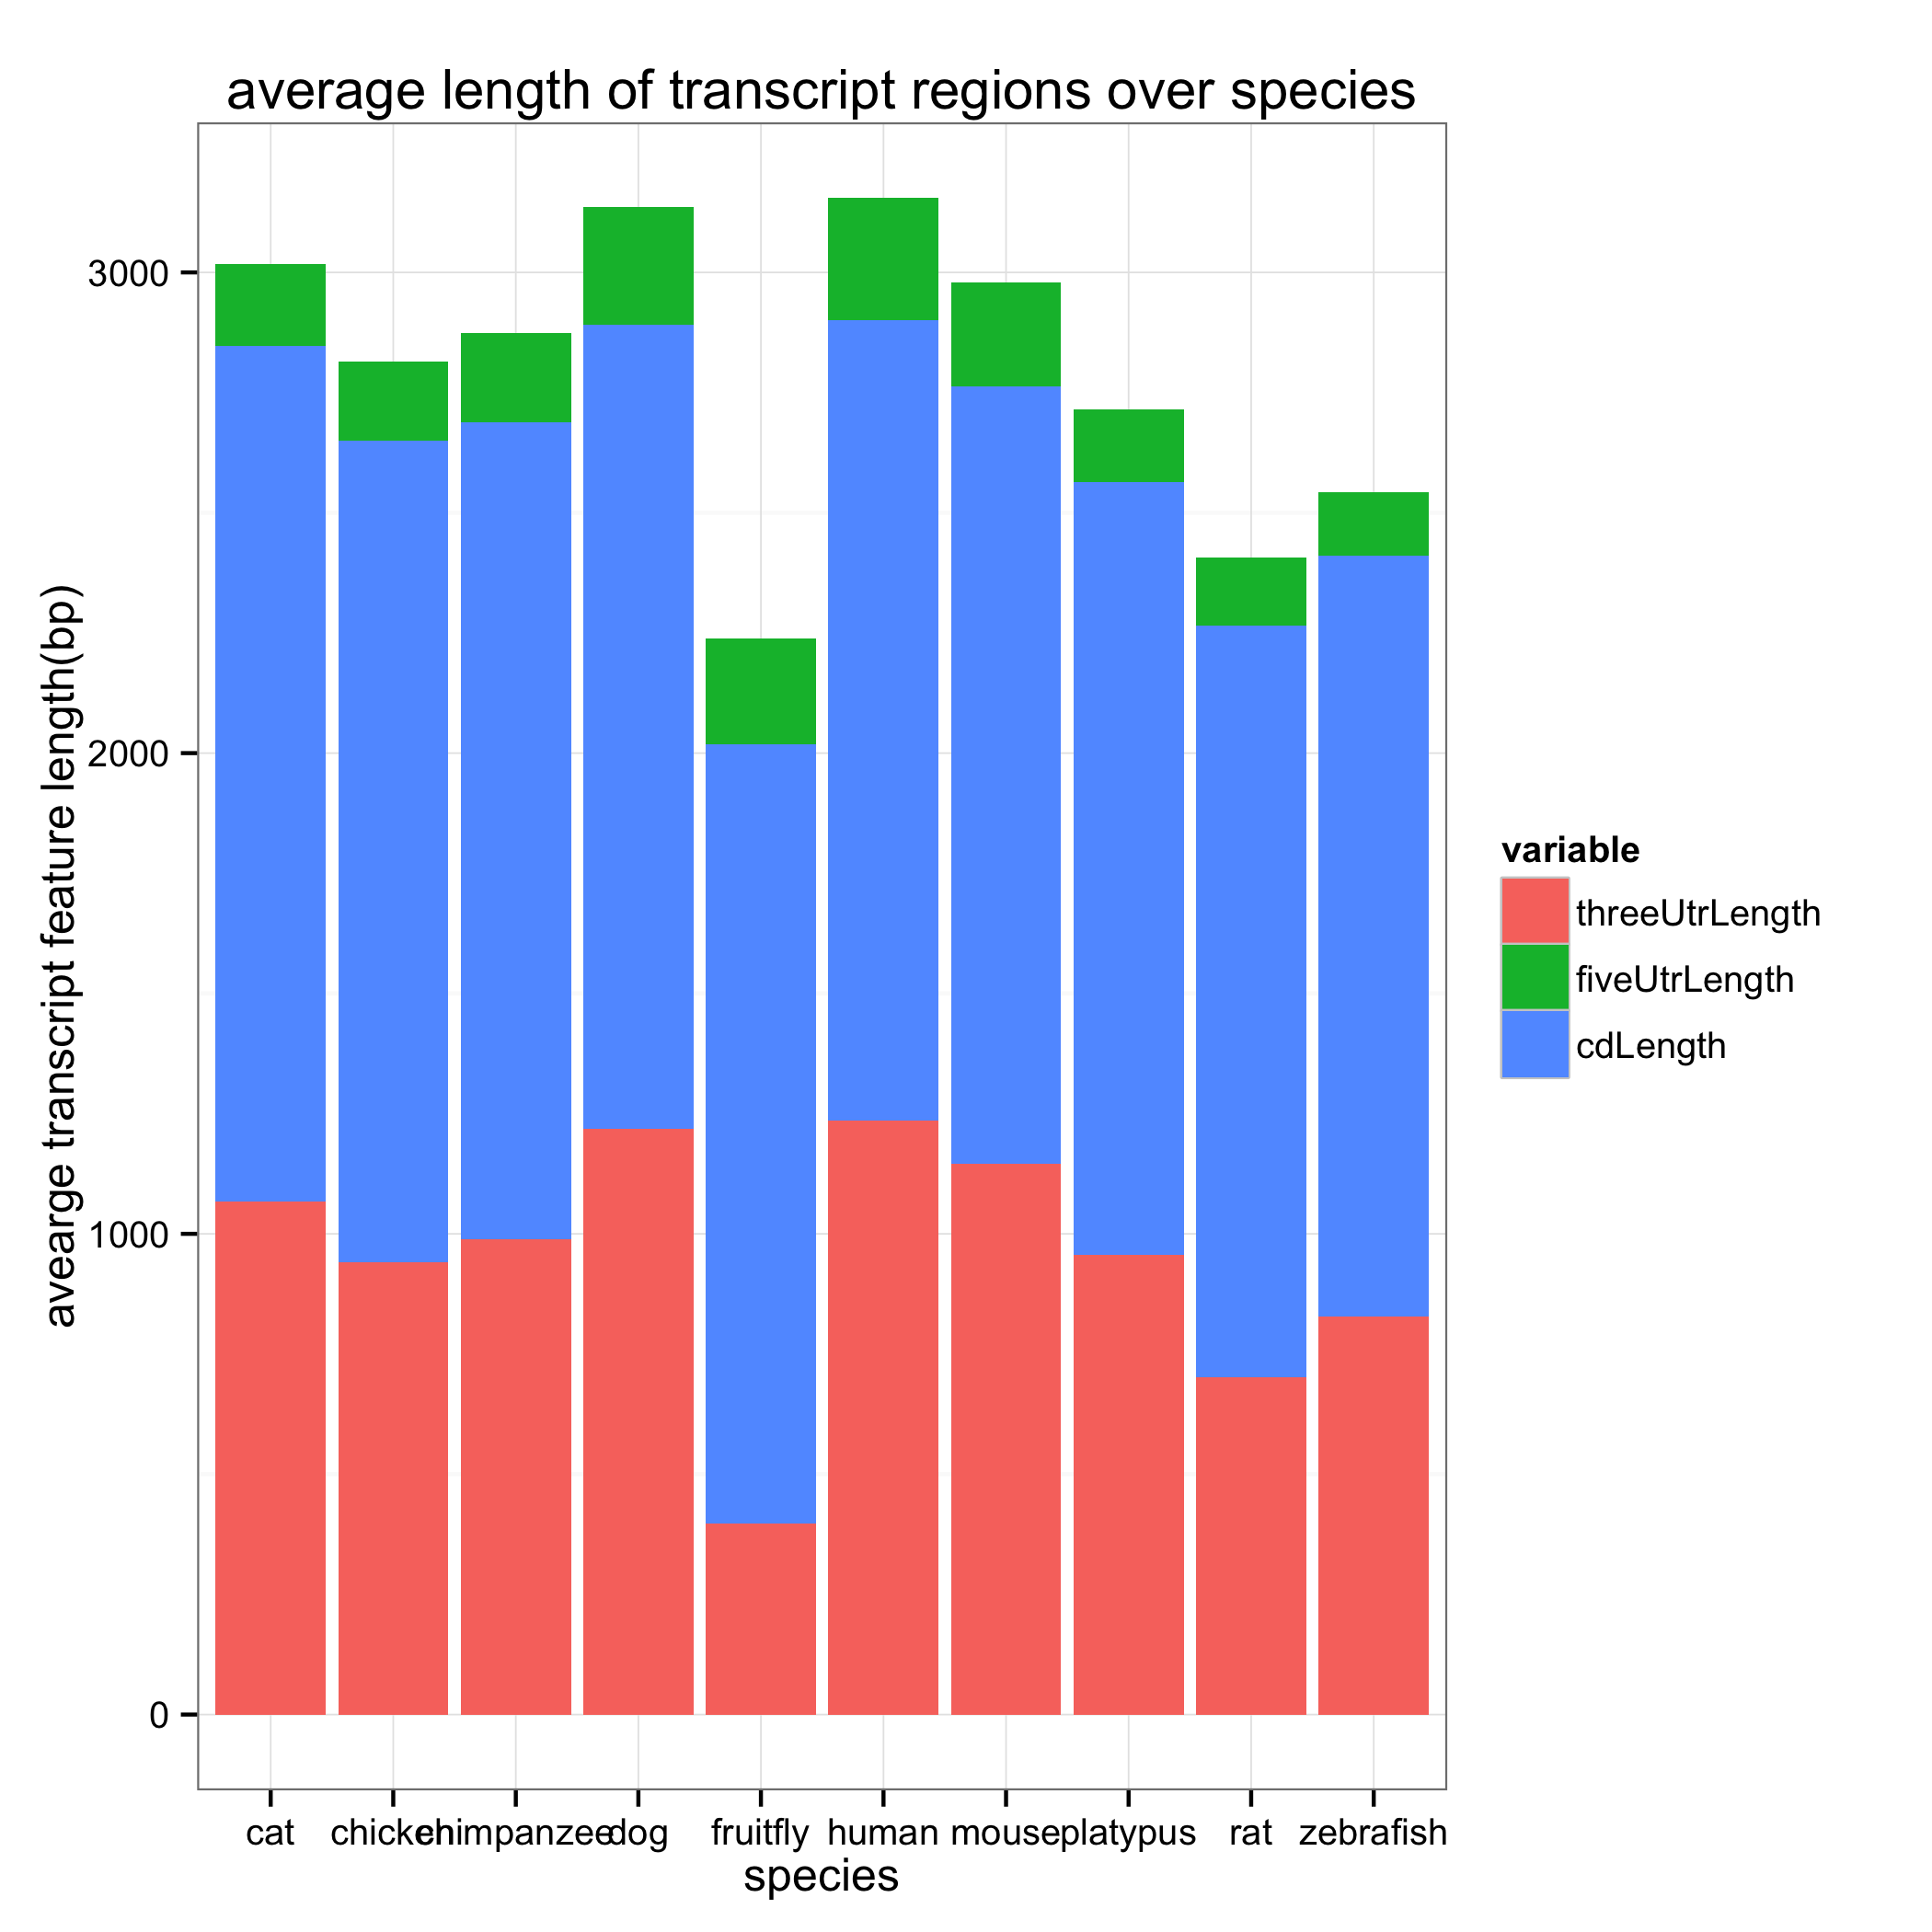 average length of transcript regions over species
avearge transcript feature length(bp)
3000
2000
1000
0
cat chicken chimpanzee dog fruitfly human mouse platypus rat zebrafish
species
variable
threeUtrLength
fiveUtrLength
cdLength